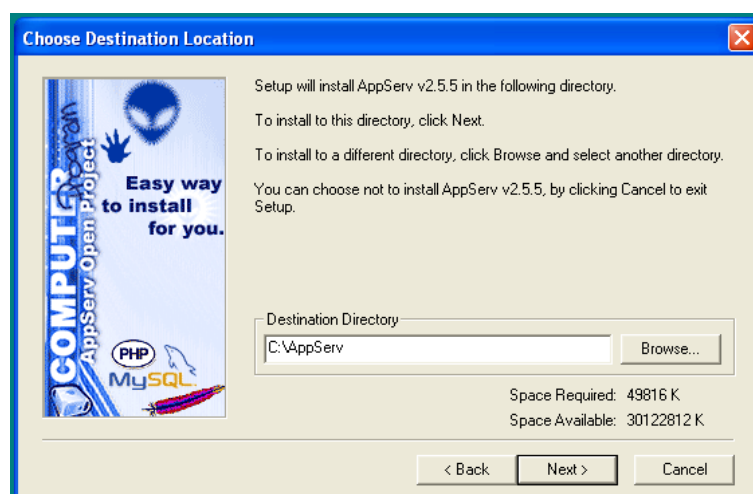 Choose Destination Location
COMPUTER
Program
AppServ Open Project
Easy way
to install
for you.
PHP
MySQL
Setup will install AppServ v2.5.5 in the following directory.
To install to this directory, click Next.
To install to a different directory, click Browse and select another directory.
You can choose not to install AppServ v2.5.5, by clicking Cancel to exit
Setup.
Destination Directory
C:\AppServ
Browse...
Space Required: 49816 K
Space Available: 30122812 K
< Back
Next >
Cancel